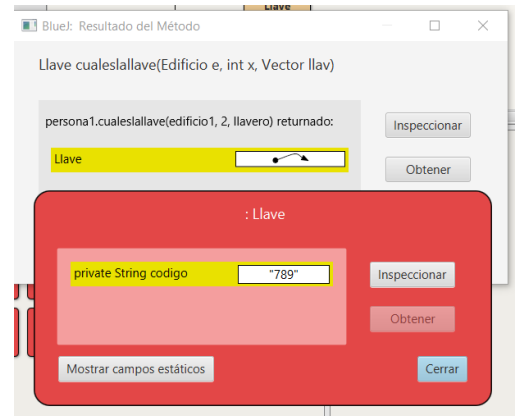 Llave
BlueJ: Resultado del Método
Llave cualeslallave(Edificio e, int x, Vector llav)
persona1.cualeslallave(edificio1, 2, llavero) returnado:
Inspeccionar
Llave
Obtener
: Llave
private String codigo "789"
Inspeccionar
Obtener
Mostrar campos estáticos
Cerrar